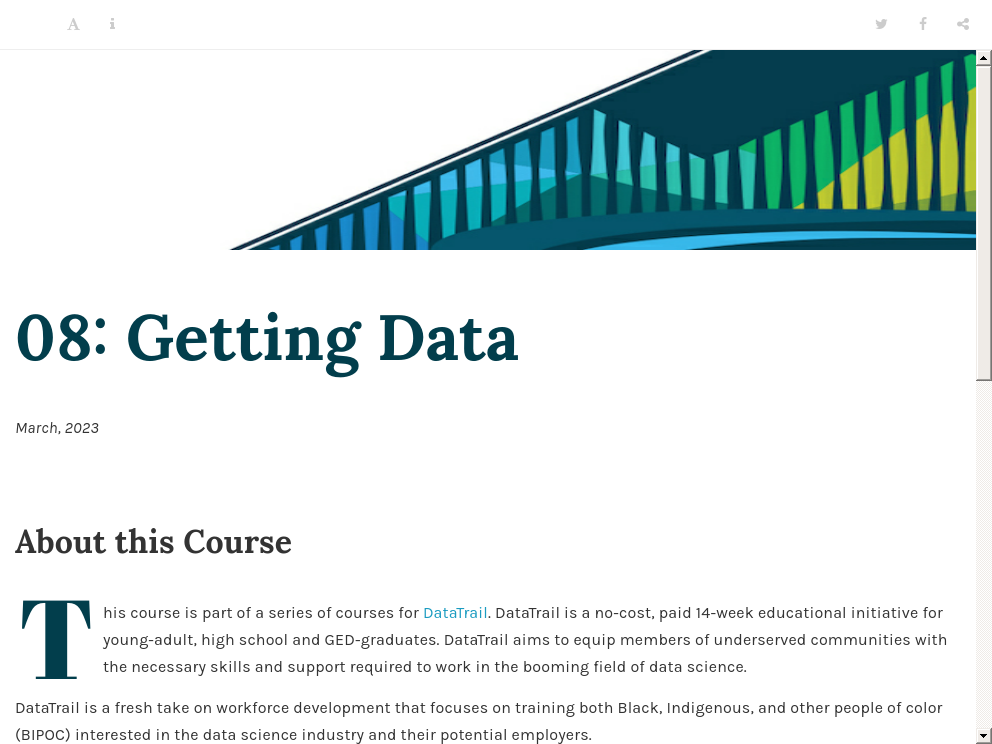 08: Getting Data
March, 2023
About this Course
This course is part of a series of courses for DataTrail. DataTrail is a no-cost, paid 14-week educational initiative for
young-adult, high school and GED-graduates. DataTrail aims to equip members of underserved communities with
the necessary skills and support required to work in the booming field of data science.
DataTrail is a fresh take on workforce development that focuses on training both Black, Indigenous, and other people of color
(BIPOC) interested in the data science industry and their potential employers.